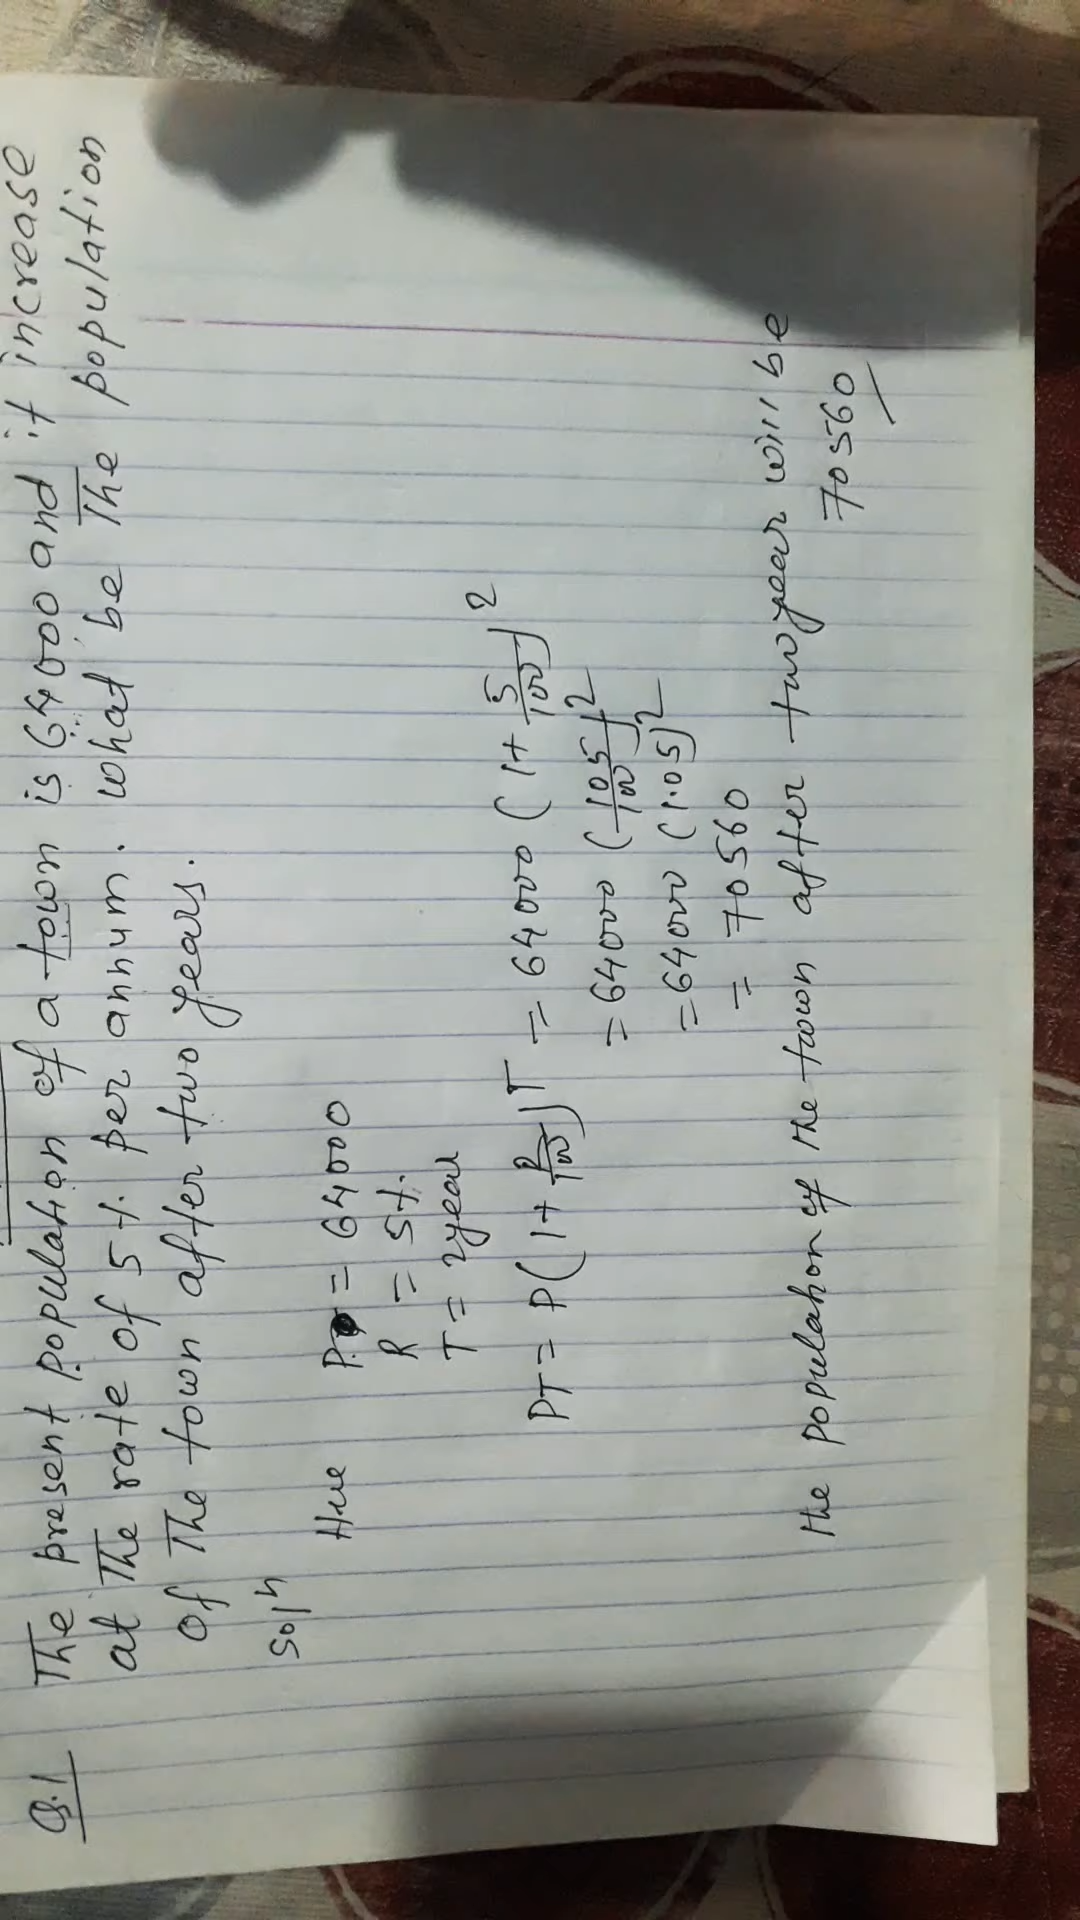 Q.1 The present population of a town is 64000 and if increase
at The rate of 5% per annum. what be The population
of The town after two years.
Soln
Here P = 64000
R = 5%
T = 2year
PT = P(1+R/100)T = 64000 (1+5/100)2
= 64000 (105/100)2
= 64000 (1.05)2
= 70560
the population of the town after two year will be
70560